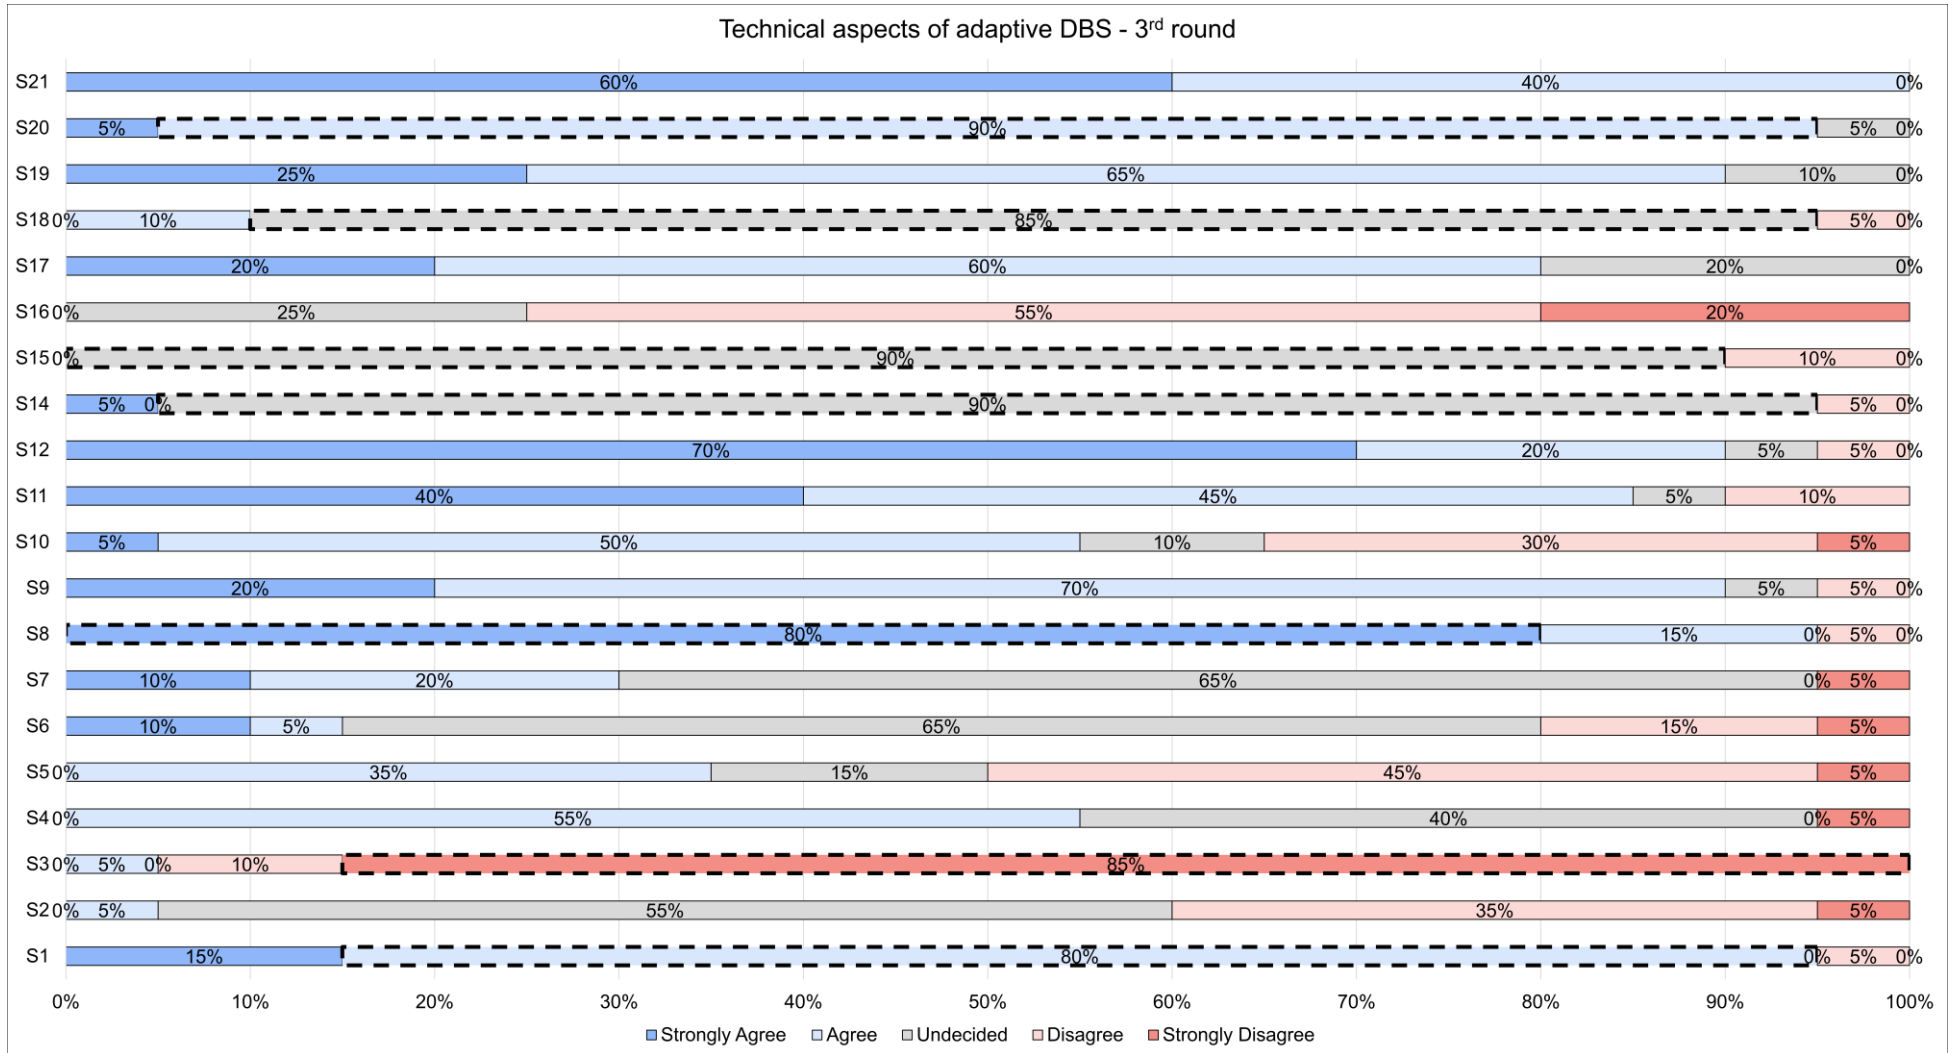 Technical aspects of adaptive DBS - 3rd round
S21 60% 40% 0%
S20 5% 90% 5% 0%
S19 25% 65% 10% 0%
S18 0% 10% 85% 5% 0%
S17 20% 60% 20% 0%
S16 0% 25% 55% 20%
S15 0% 90% 10% 0%
S14 5% 0% 90% 5% 0%
S12 70% 20% 5% 5% 0%
S11 40% 45% 5% 10%
S10 5% 50% 10% 30% 5%
S9 20% 70% 5% 5% 0%
S8 80% 15% 0% 5% 0%
S7 10% 20% 65% 0% 5%
S6 10% 5% 65% 15% 5%
S5 0% 35% 15% 45% 5%
S4 0% 55% 40% 0% 5%
S3 0% 5% 0% 10% 85%
S2 0% 5% 55% 35% 5%
S1 15% 80% 0% 5% 0%
0% 10% 20% 30% 40% 50% 60% 70% 80% 90% 100%
Strongly Agree Agree Undecided Disagree Strongly Disagree